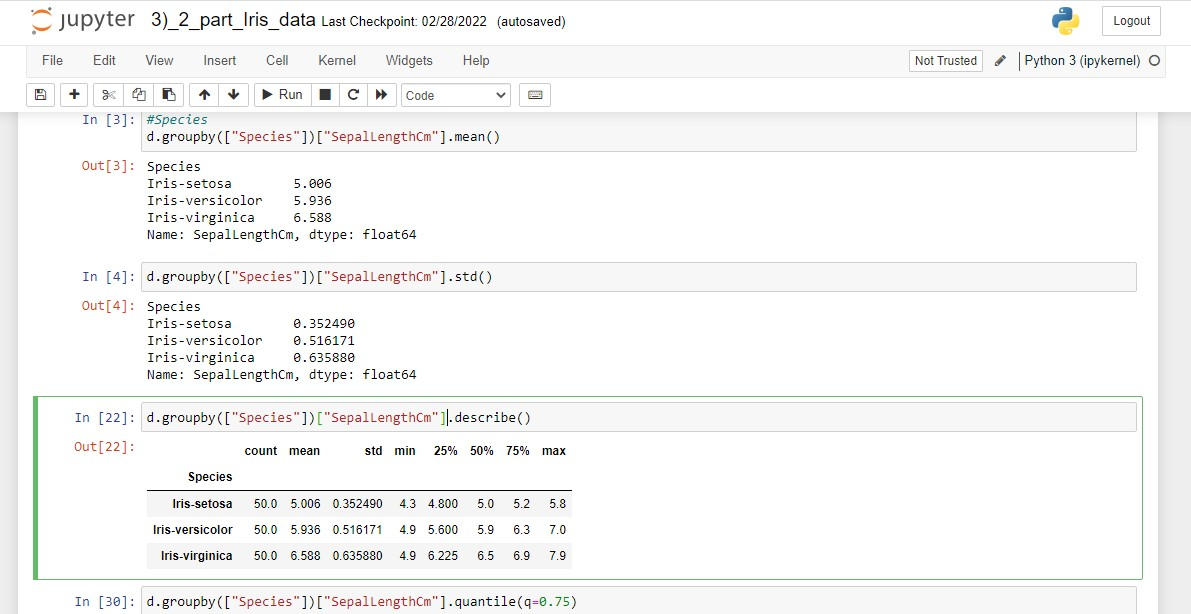 jupyter 3)_2_part_Iris_data Last Checkpoint: 02/28/2022 (autosaved) Logout
File Edit View Insert Cell Kernel Widgets Help Not Trusted Python 3 (ipykernel)
Run Code
In [3]: #Species
d.groupby(["Species"])["SepalLengthCm"].mean()
Out[3]: Species
Iris-setosa 5.006
Iris-versicolor 5.936
Iris-virginica 6.588
Name: SepalLengthCm, dtype: float64
In [4]: d.groupby(["Species"])["SepalLengthCm"].std()
Out[4]: Species
Iris-setosa 0.352490
Iris-versicolor 0.516171
Iris-virginica 0.635880
Name: SepalLengthCm, dtype: float64
In [22]: d.groupby(["Species"])["SepalLengthCm"].describe()
Out[22]:
count mean std min 25% 50% 75% max
Species
Iris-setosa 50.0 5.006 0.352490 4.3 4.800 5.0 5.2 5.8
Iris-versicolor 50.0 5.936 0.516171 4.9 5.600 5.9 6.3 7.0
Iris-virginica 50.0 6.588 0.635880 4.9 6.225 6.5 6.9 7.9
In [30]: d.groupby(["Species"])["SepalLengthCm"].quantile(q=0.75)